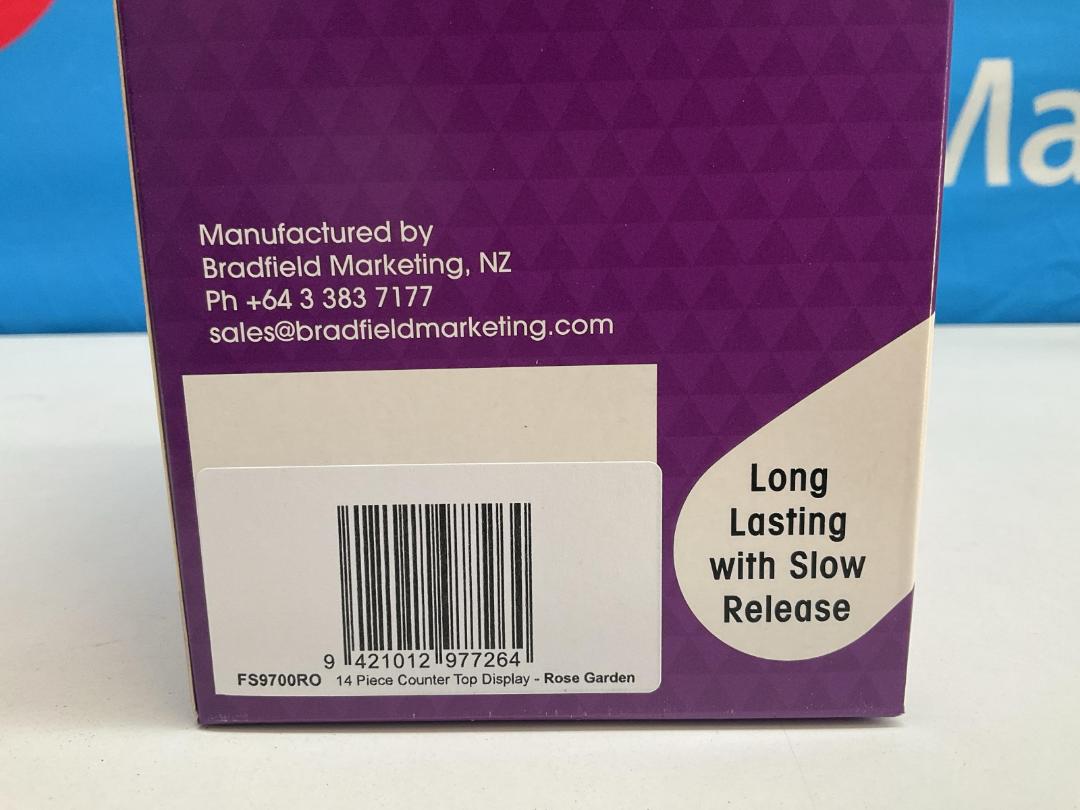 Ma
Manufactured by
Bradfield Marketing, NZ
Ph +64 3 383 7177
sales@bradfieldmarketing.com
Long
Lasting
with Slow
Release
9 421012 977264
FS9700RO 14 Piece Counter Top Display - Rose Garden